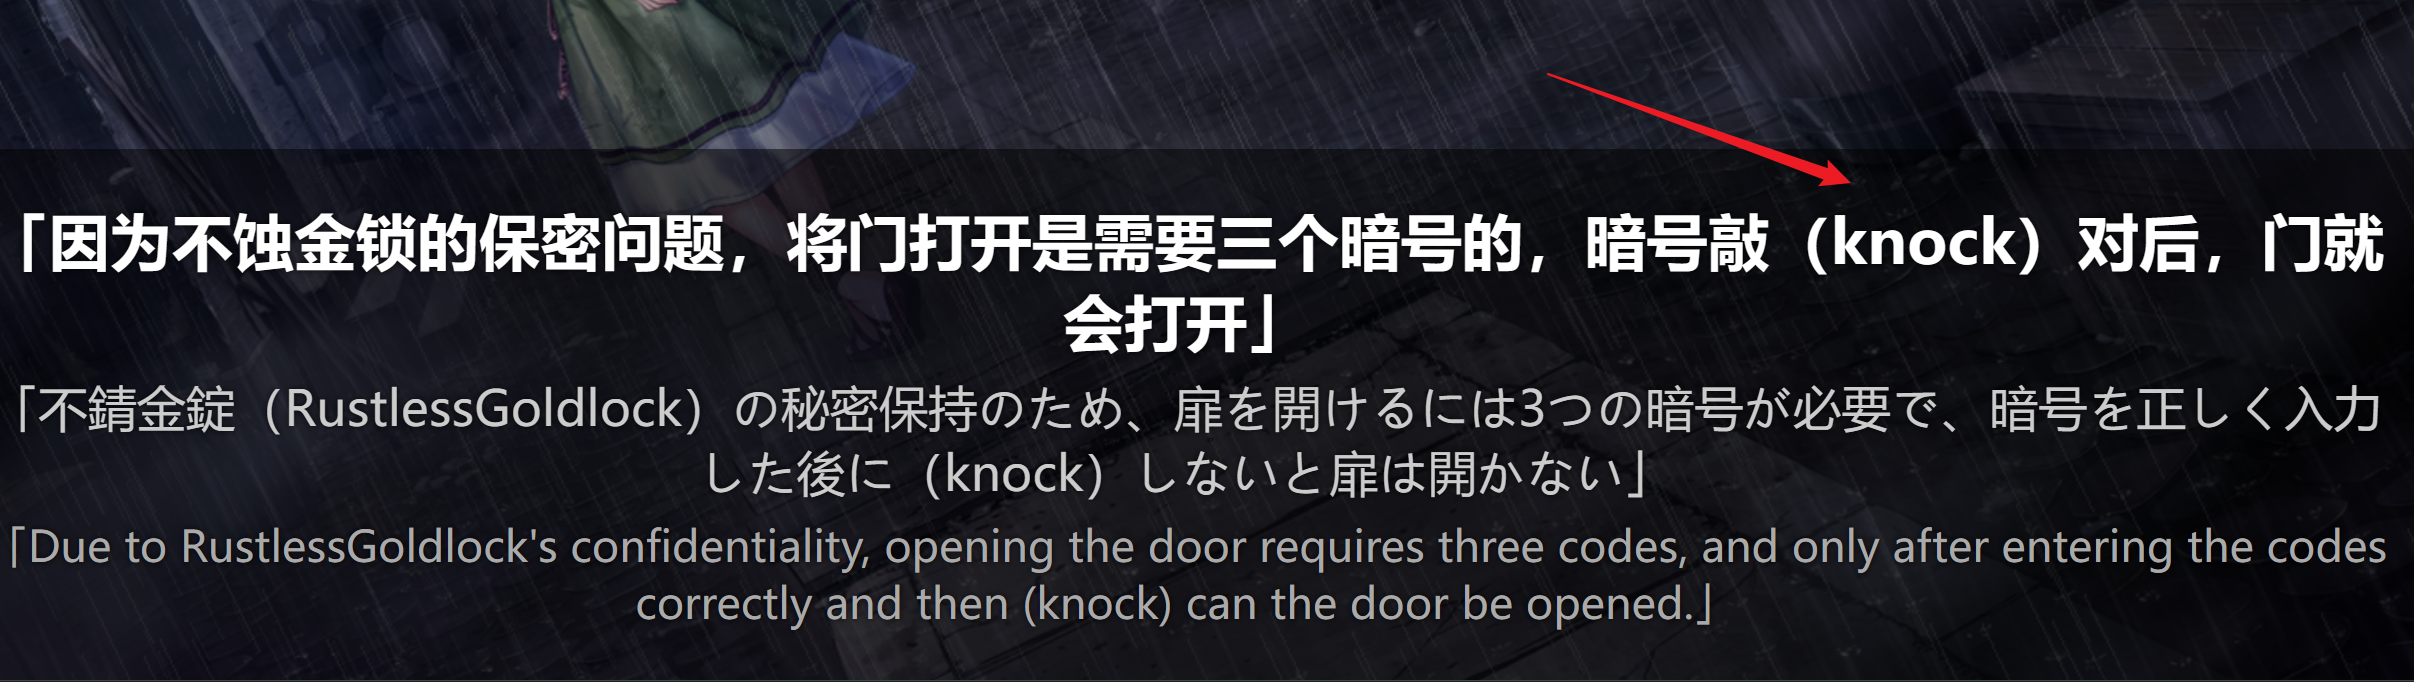 「因为不蚀金锁的保密问题，将门打开是需要三个暗号的，暗号敲（knock）对后，门就
会打开」
「不錆金錠（RustlessGoldlock）の秘密保持のため、扉を開けるには3つの暗号が必要で、暗号を正しく入力
した後に（knock）しないと扉は開かない」
「Due to RustlessGoldlock's confidentiality, opening the door requires three codes, and only after entering the codes
correctly and then (knock) can the door be opened.」